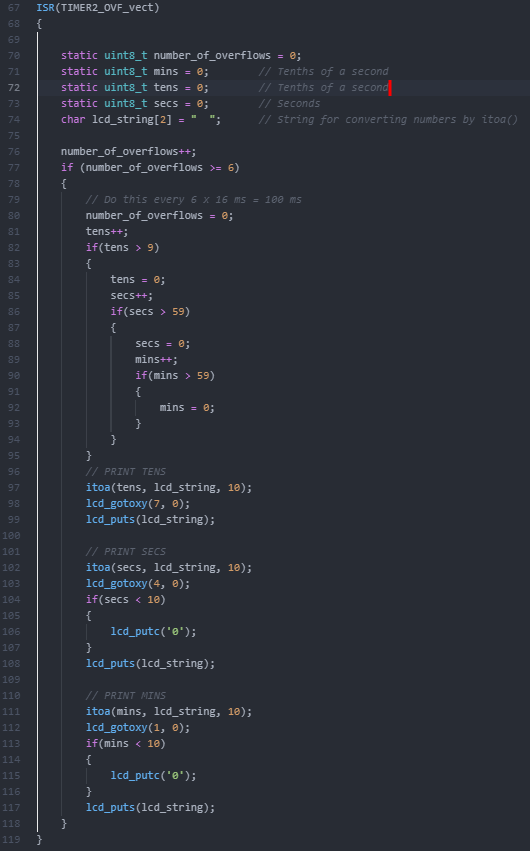 67 ISR(TIMER2_OVF_vect)
68 {
69
70 static uint8_t number_of_overflows = 0;
71 static uint8_t mins = 0; // Tenths of a second
72 static uint8_t tens = 0; // Tenths of a second
73 static uint8_t secs = 0; // Seconds
74 char lcd_string[2] = "  "; // String for converting numbers by itoa()
75
76 number_of_overflows++;
77 if (number_of_overflows >= 6)
78 {
79 // Do this every 6 x 16 ms = 100 ms
80 number_of_overflows = 0;
81 tens++;
82 if(tens > 9)
83 {
84 tens = 0;
85 secs++;
86 if(secs > 59)
87 {
88 secs = 0;
89 mins++;
90 if(mins > 59)
91 {
92 mins = 0;
93 }
94 }
95 }
96 // PRINT TENS
97 itoa(tens, lcd_string, 10);
98 lcd_gotoxy(7, 0);
99 lcd_puts(lcd_string);
100
101 // PRINT SECS
102 itoa(secs, lcd_string, 10);
103 lcd_gotoxy(4, 0);
104 if(secs < 10)
105 {
106 lcd_putc('0');
107 }
108 lcd_puts(lcd_string);
109
110 // PRINT MINS
111 itoa(mins, lcd_string, 10);
112 lcd_gotoxy(1, 0);
113 if(mins < 10)
114 {
115 lcd_putc('0');
116 }
117 lcd_puts(lcd_string);
118 }
119 }